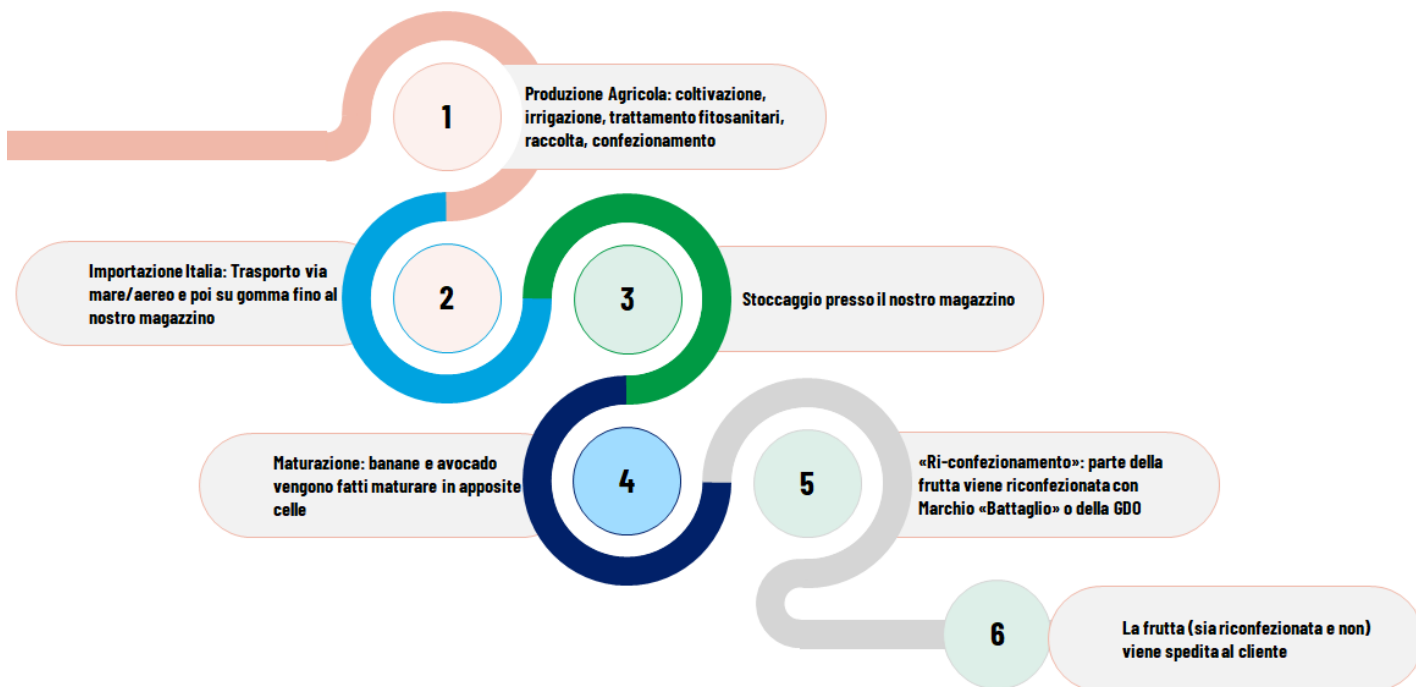 1
Produzione Agricola: coltivazione,
irrigazione, trattamento fitosanitari,
raccolta, confezionamento
Importazione Italia: Trasporto via
mare/aereo e poi su gomma fino al
nostro magazzino
2
3
Stoccaggio presso il nostro magazzino
Maturazione: banane e avocado
vengono fatti maturare in apposite
celle
4
5
«Ri-confezionamento»: parte della
frutta viene riconfezionata con
Marchio «Battaglio» o della GDO
6
La frutta (sia riconfezionata e non)
viene spedita al cliente